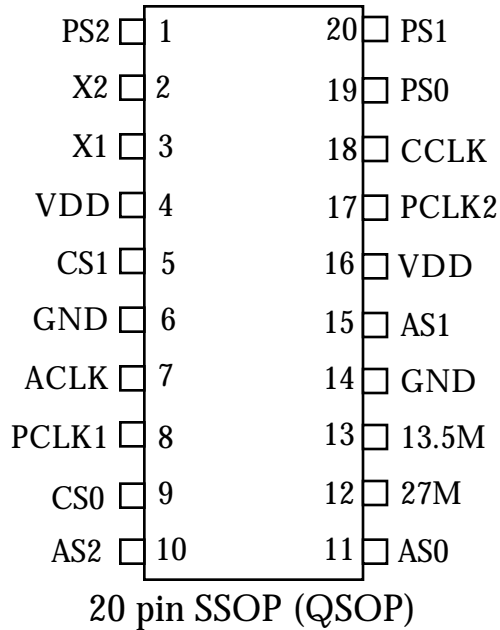 PS2 1 20 PS1
X2 2 19 PS0
X1 3 18 CCLK
VDD 4 17 PCLK2
CS1 5 16 VDD
GND 6 15 AS1
ACLK 7 14 GND
PCLK1 8 13 13.5M
CS0 9 12 27M
AS2 10 11 AS0
20 pin SSOP (QSOP)